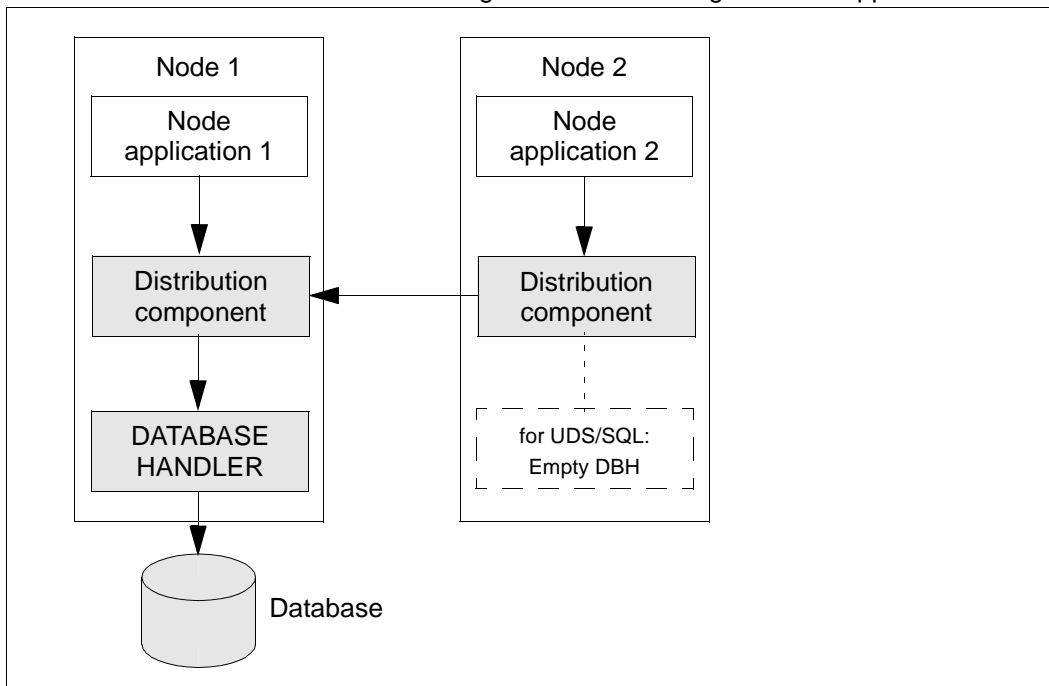 Node 1
Node
application 1
Distribution
component
DATABASE
HANDLER
Database
Node 2
Node
application 2
Distribution
component
for UDS/SQL:
Empty DBH